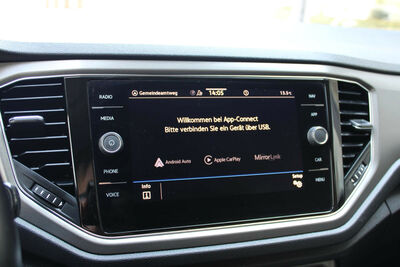 RADIO
MEDIA
PHONE
VOICE
Gemeindeamtweg
14:05
13.5°C
Willkommen bei App-Connect
Bitte verbinden Sie ein Gerät über USB.
Android Auto
Apple CarPlay
MirrorLink
Info
Setup
NAV
APP
CAR
MENU